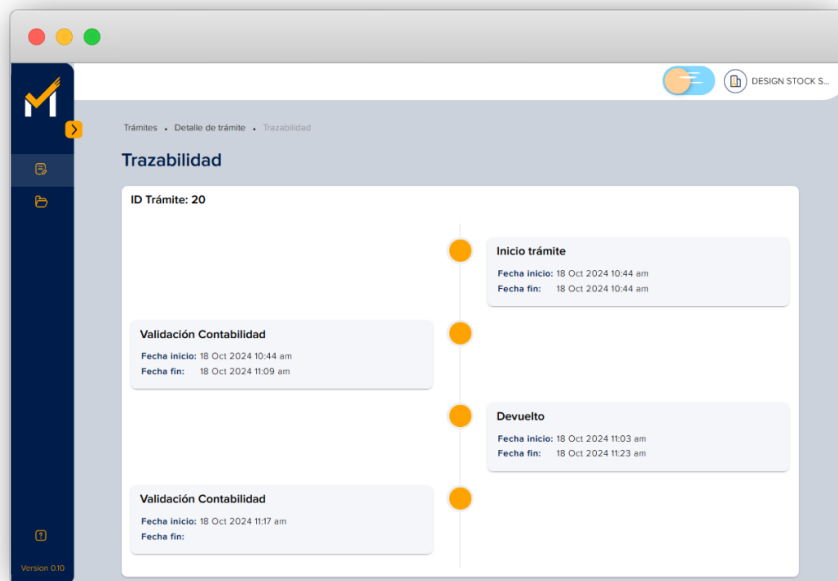 DESIGN STOCK S...
Trámites • Detalle de trámite • Trazabilidad
Trazabilidad
ID Trámite: 20
Inicio trámite
Fecha inicio: 18 Oct 2024 10:44 am
Fecha fin: 18 Oct 2024 10:44 am
Validación Contabilidad
Fecha inicio: 18 Oct 2024 10:44 am
Fecha fin: 18 Oct 2024 11:09 am
Devuelto
Fecha inicio: 18 Oct 2024 11:03 am
Fecha fin: 18 Oct 2024 11:23 am
Validación Contabilidad
Fecha inicio: 18 Oct 2024 11:17 am
Fecha fin:
Version 0.10